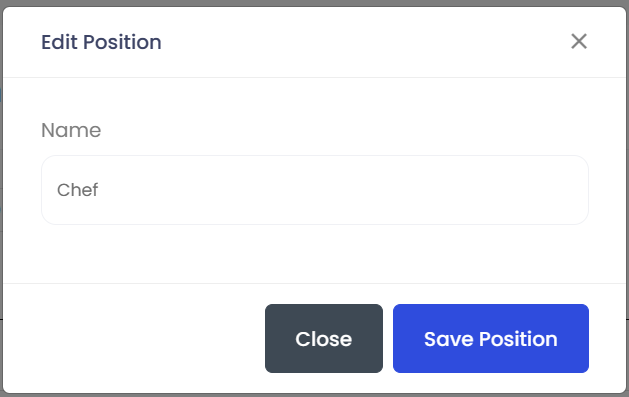 Edit Position
Name
Chef
Close Save Position